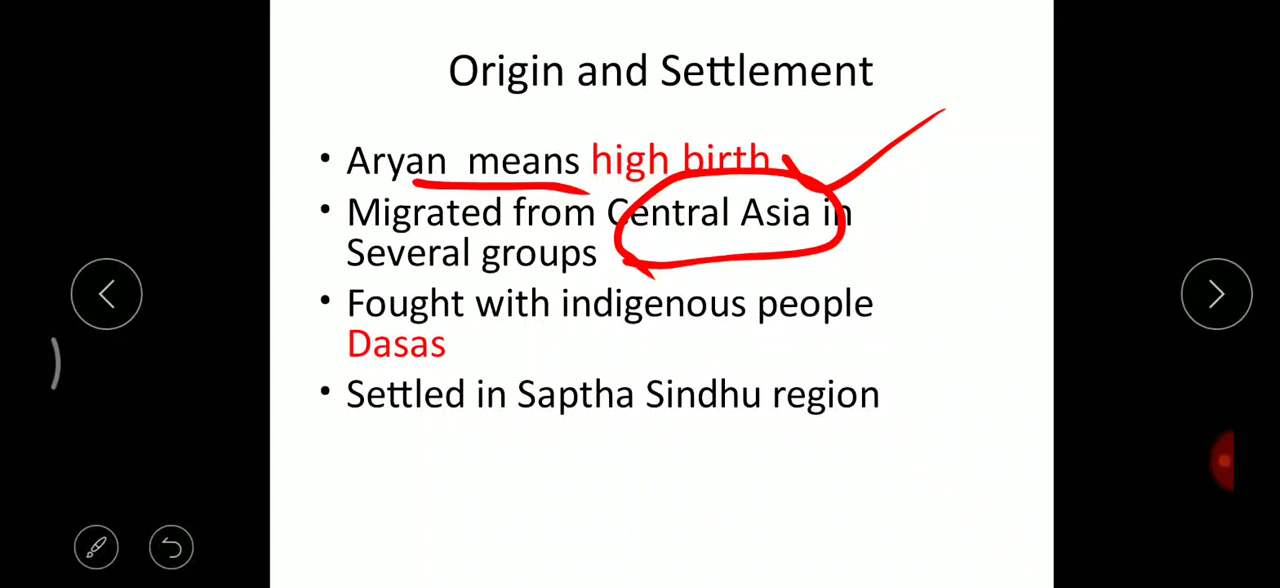 Origin and Settlement
• Aryan means high birth
• Migrated from Central Asia in
Several groups
• Fought with indigenous people
Dasas
• Settled in Saptha Sindhu region